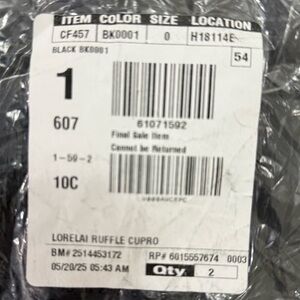 ITEM COLOR SIZE LOCATION
CF457 BK0001 0 H18114E
BLACK BK0001
54
1
607
61071592
Final Sale Item
Cannot be Returned
1-59-2
10C
LORELAI RUFFLE CUPRO
BM# 2514453172
RP# 6015557674 0003
05/20/25 05:43 AM
Qty. 2